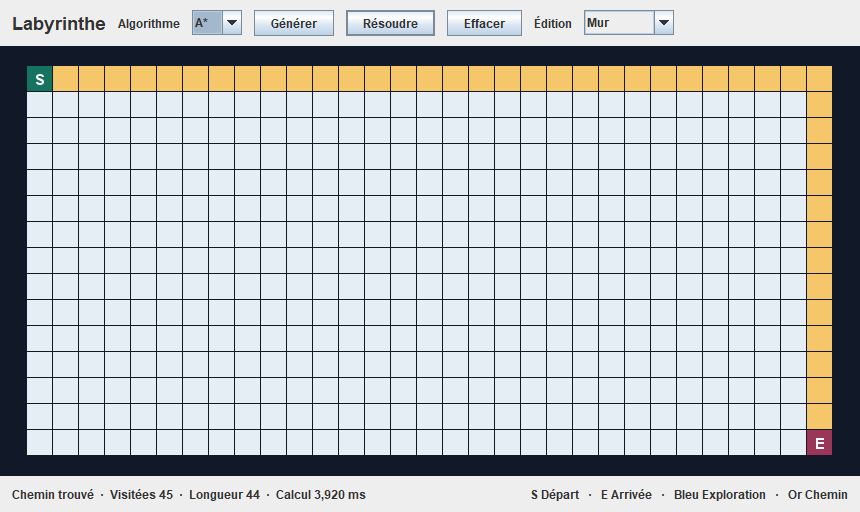 Labyrinthe Algorithme A* Générer Résoudre Effacer Édition Mur
S
E
Chemin trouvé · Visitées 45 · Longueur 44 · Calcul 3,920 ms S Départ · E Arrivée · Bleu Exploration · Or Chemin